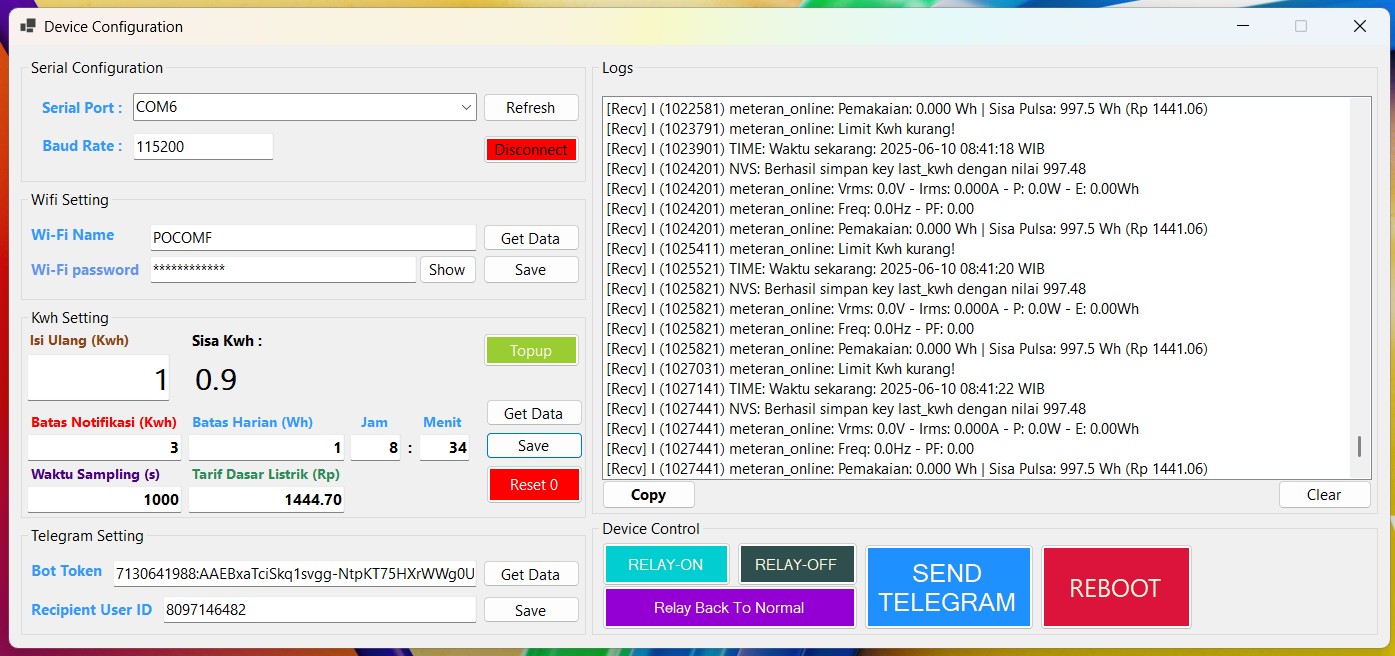 Device Configuration
Serial Configuration
Serial Port :
COM6
Refresh
Baud Rate :
115200
Disconnect
Wifi Setting
Wi-Fi Name
POCOMF
Get Data
Wi-Fi password
************
Show
Save
Kwh Setting
Isi Ulang (Kwh)
Sisa Kwh :
1
0.9
Topup
Batas Notifikasi (Kwh)
Batas Harian (Wh)
Jam
Menit
Get Data
3
1
8
:
34
Save
Waktu Sampling (s)
Tarif Dasar Listrik (Rp)
1000
1444.70
Reset 0
Telegram Setting
Bot Token
7130641988:AAEBxaTciSkq1svgg-NtpKT75HXrWWg0U
Get Data
Recipient User ID
8097146482
Save
Logs
[Recv] I (1022581) meteran_online: Pemakaian: 0.000 Wh | Sisa Pulsa: 997.5 Wh (Rp 1441.06)
[Recv] I (1023791) meteran_online: Limit Kwh kurang!
[Recv] I (1023901) TIME: Waktu sekarang: 2025-06-10 08:41:18 WIB
[Recv] I (1024201) NVS: Berhasil simpan key last_kwh dengan nilai 997.48
[Recv] I (1024201) meteran_online: Vrms: 0.0V - Irms: 0.000A - P: 0.0W - E: 0.00Wh
[Recv] I (1024201) meteran_online: Freq: 0.0Hz - PF: 0.00
[Recv] I (1024201) meteran_online: Pemakaian: 0.000 Wh | Sisa Pulsa: 997.5 Wh (Rp 1441.06)
[Recv] I (1025411) meteran_online: Limit Kwh kurang!
[Recv] I (1025521) TIME: Waktu sekarang: 2025-06-10 08:41:20 WIB
[Recv] I (1025821) NVS: Berhasil simpan key last_kwh dengan nilai 997.48
[Recv] I (1025821) meteran_online: Vrms: 0.0V - Irms: 0.000A - P: 0.0W - E: 0.00Wh
[Recv] I (1025821) meteran_online: Freq: 0.0Hz - PF: 0.00
[Recv] I (1025821) meteran_online: Pemakaian: 0.000 Wh | Sisa Pulsa: 997.5 Wh (Rp 1441.06)
[Recv] I (1027031) meteran_online: Limit Kwh kurang!
[Recv] I (1027141) TIME: Waktu sekarang: 2025-06-10 08:41:22 WIB
[Recv] I (1027441) NVS: Berhasil simpan key last_kwh dengan nilai 997.48
[Recv] I (1027441) meteran_online: Vrms: 0.0V - Irms: 0.000A - P: 0.0W - E: 0.00Wh
[Recv] I (1027441) meteran_online: Freq: 0.0Hz - PF: 0.00
[Recv] I (1027441) meteran_online: Pemakaian: 0.000 Wh | Sisa Pulsa: 997.5 Wh (Rp 1441.06)
Copy
Clear
Device Control
RELAY-ON
RELAY-OFF
Relay Back To Normal
SEND
TELEGRAM
REBOOT